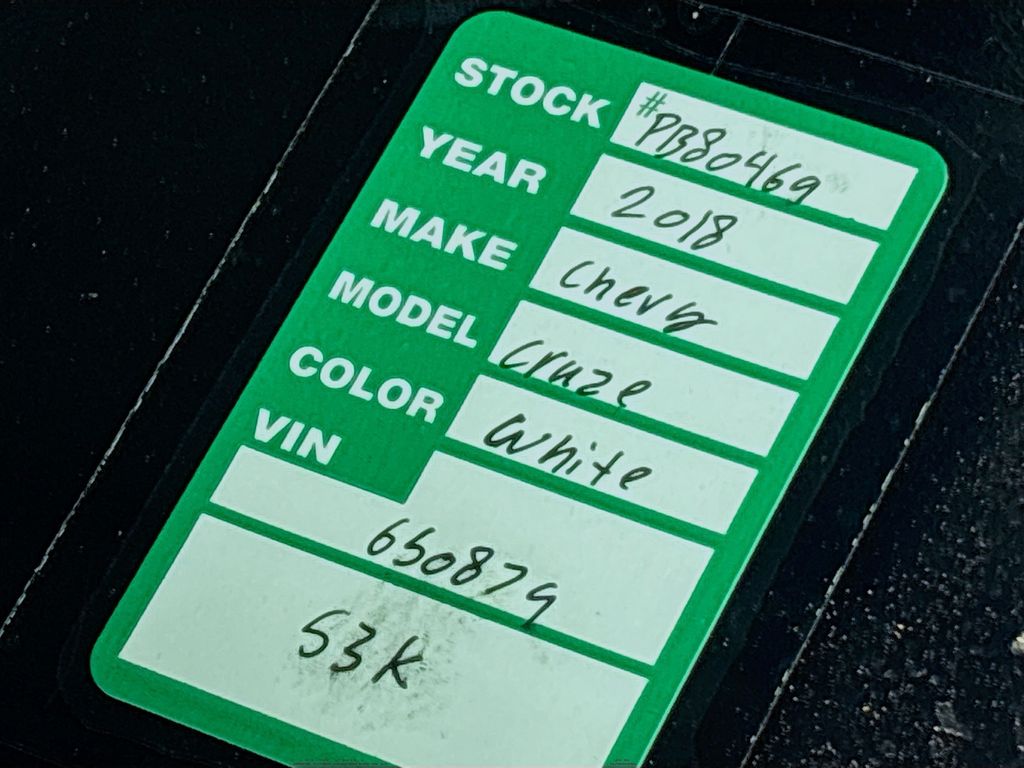 STOCK #PB80469
YEAR 2018
MAKE Chevy
MODEL Cruze
COLOR White
VIN
650879
53K